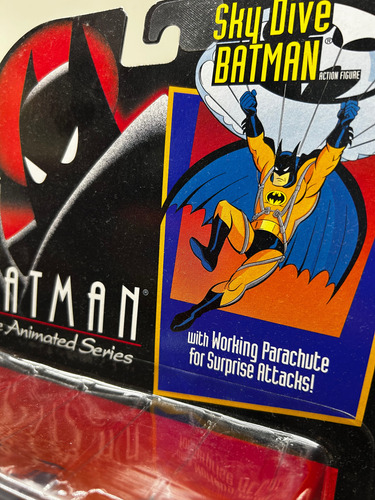 Sky Dive
BATMAN®
ACTION FIGURE
ATMAN®
e Animated Series
with Working Parachute
for Surprise Attacks!